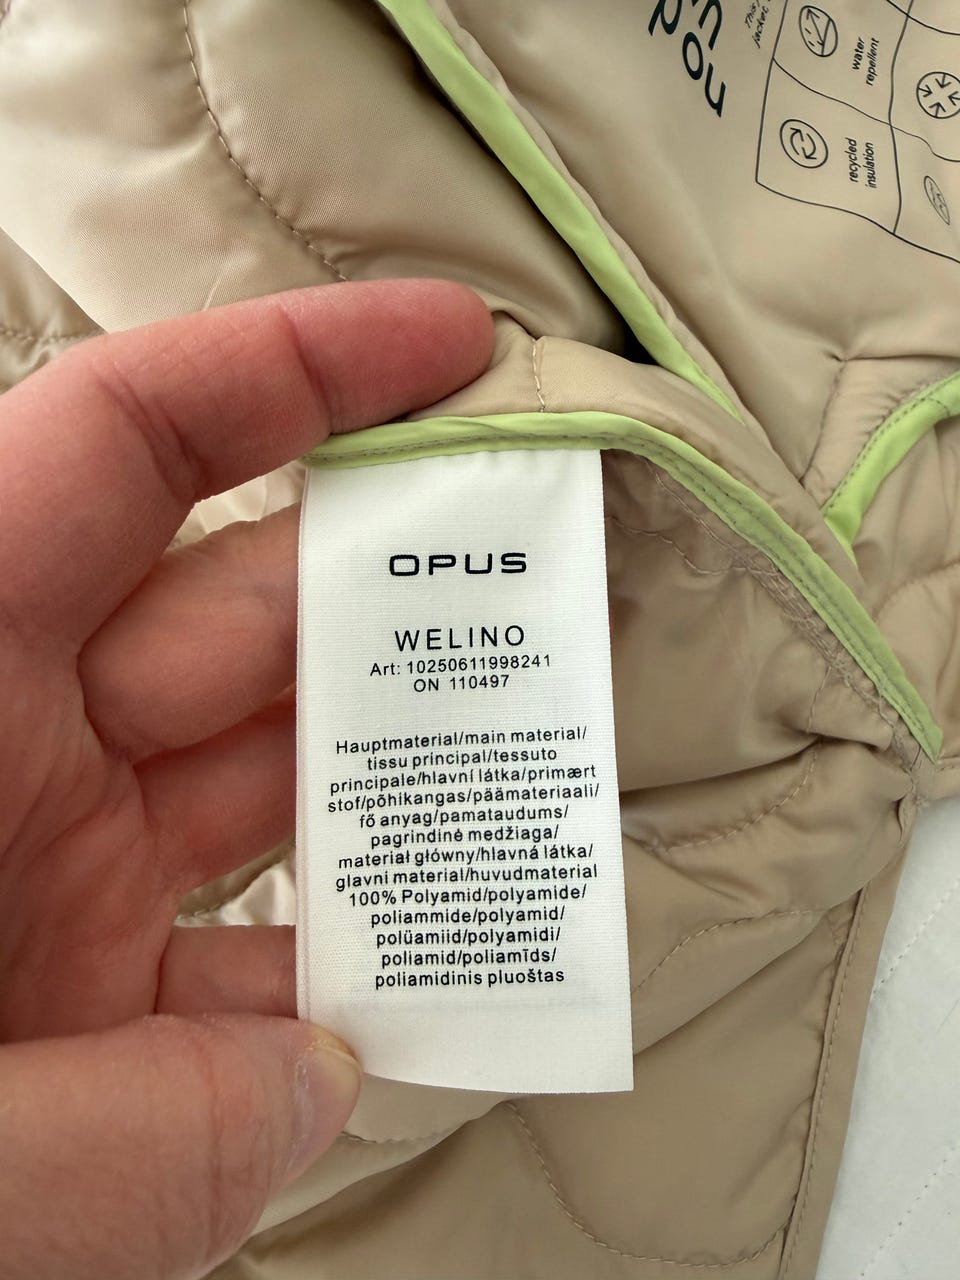 OPUS
WELINO
Art: 10250611998241
ON 110497
Hauptmaterial/main material/
tissu principal/tessuto
principale/hlavní látka/primært
stof/põhikangas/päämateriaali/
fő anyag/pamataudums/
pagrindinė medžiaga/
materiał główny/hlavná látka/
glavni material/huvudmaterial
100% Polyamid/polyamide/
poliammide/polyamid/
polüamiid/polyamidi/
poliamid/poliamīds/
poliamidinis pluoštas
This
jacket
water
repellent
recycled
insulation